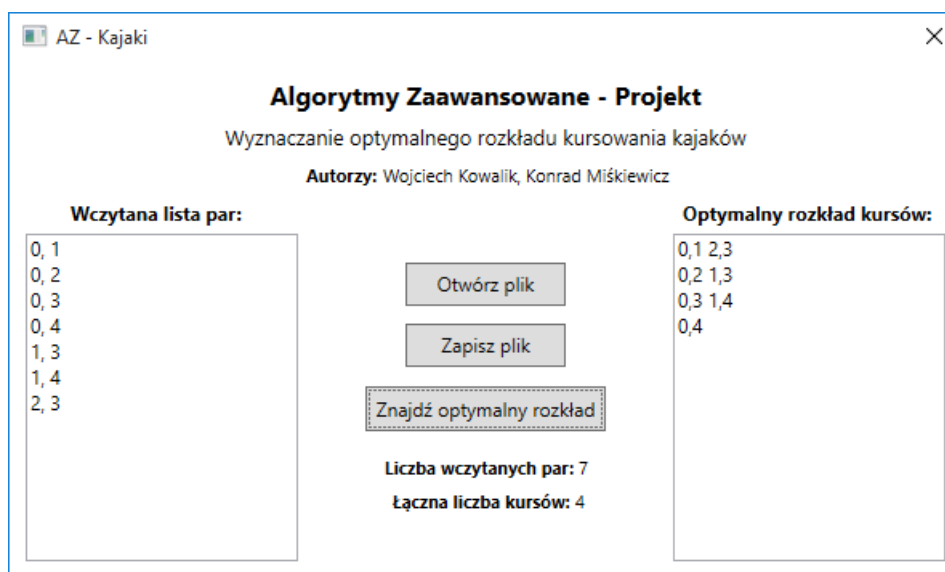 AZ - Kajaki
Algorytmy Zaawansowane - Projekt
Wyznaczanie optymalnego rozkładu kursowania kajaków
Autorzy: Wojciech Kowalik, Konrad Miśkiewicz
Wczytana lista par:
0, 1
0, 2
0, 3
0, 4
1, 3
1, 4
2, 3
Otwórz plik
Zapisz plik
Znajdź optymalny rozkład
Liczba wczytanych par: 7
Łączna liczba kursów: 4
Optymalny rozkład kursów:
0,1 2,3
0,2 1,3
0,3 1,4
0,4